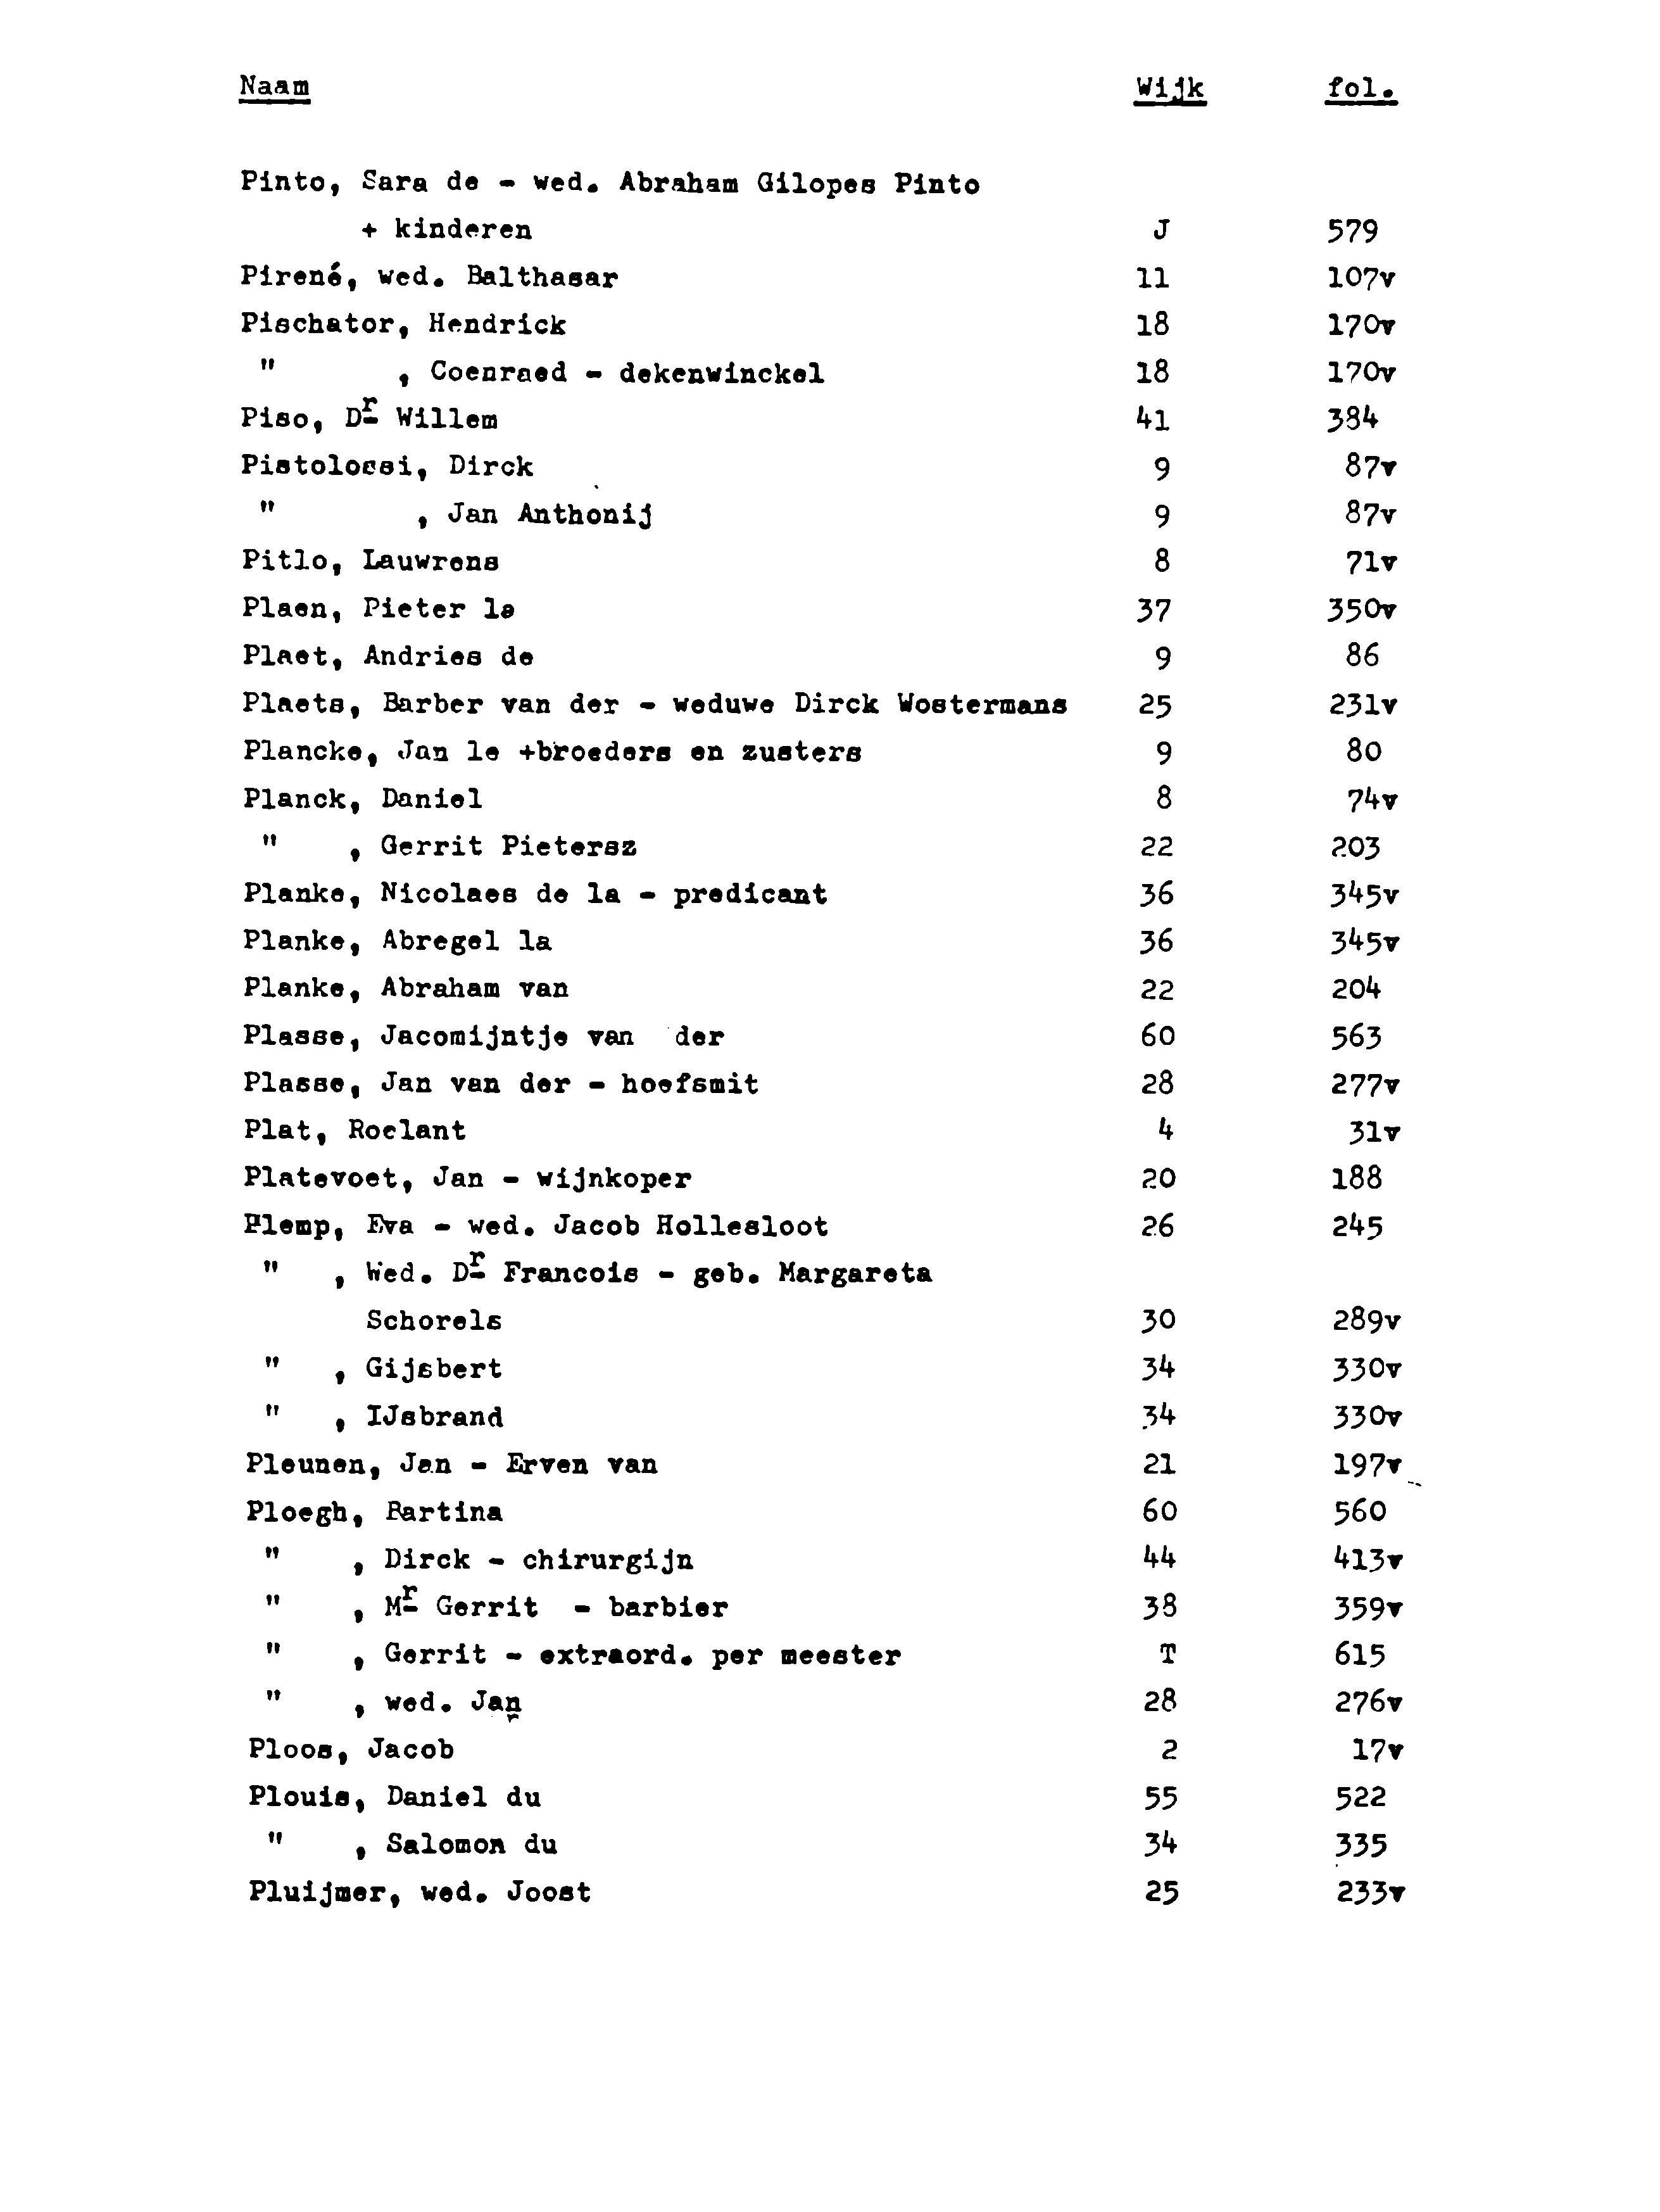 Naam Wijk fol.
Pinto, Sara de - wed. Abraham Gilopes Pinto
+ kinderen J 579
Pirené, wed. Balthasar 11 107v
Pischator, Hendrick 18 170v
" , Coenraed - dekenwinckel 18 170v
Piso, Dr Willem 41 384
Pistolossi, Dirck 9 87v
" , Jan Anthonij 9 87v
Pitlo, Lauwrens 8 71v
Plaen, Pieter la 37 350v
Plaet, Andries de 9 86
Plaets, Barber van der - weduwe Dirck Wostermans 25 231v
Plancke, Jan le +broeders en zusters 9 80
Planck, Daniel 8 74v
" , Gerrit Pietersz 22 203
Planke, Nicolaes de la - predicant 36 345v
Planke, Abregel la 36 345v
Planke, Abraham van 22 204
Plasse, Jacomijntje van der 60 563
Plasse, Jan van der - hoefsmit 28 277v
Plat, Roelant 4 31v
Platevoet, Jan - wijnkoper 20 188
Plemp, Eva - wed. Jacob Hollesloot 26 245
" , Wed. Dr Francois - geb. Margareta
Schorels 30 289v
" , Gijsbert 34 330v
" , IJsbrand 34 330v
Pleunen, Jan - Erven van 21 197v
Ploegh, Bartina 60 560
" , Dirck - chirurgijn 44 413v
" , Mr Gerrit - barbier 38 359v
" , Gerrit - extraord. per meester T 615
" , wed. Jan 28 276v
Ploos, Jacob 2 17v
Plouis, Daniel du 55 522
" , Salomon du 34 335
Pluijmer, wed. Joost 25 233v